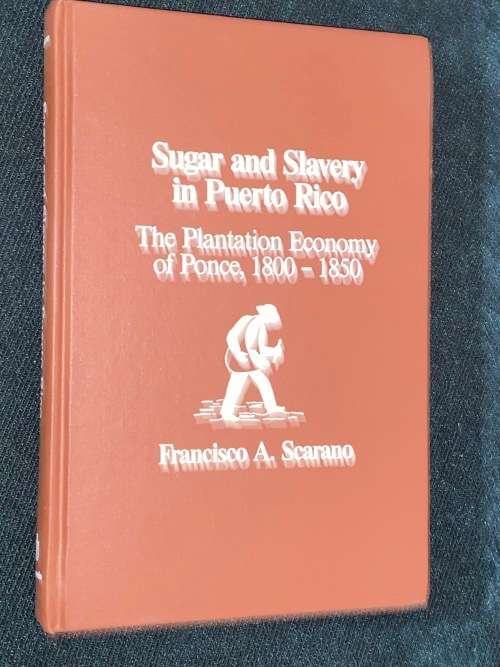 Sugar and Slavery
in Puerto Rico
The Plantation Economy
of Ponce, 1800 – 1850
Francisco A. Scarano